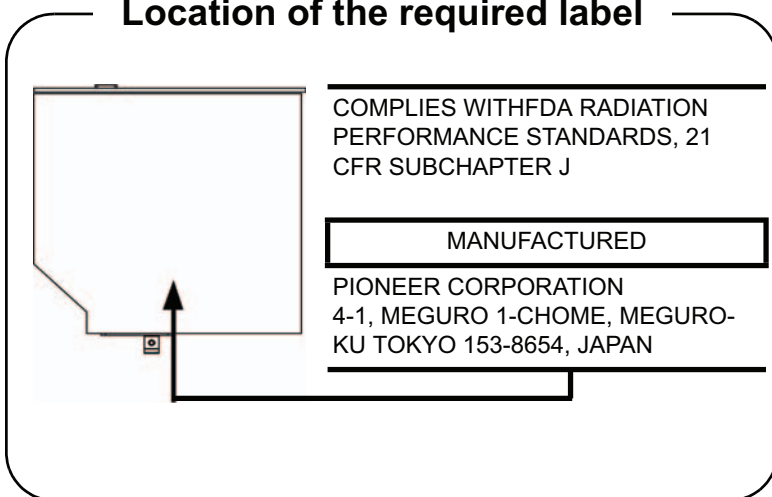 Location of the required label
COMPLIES WITHFDA RADIATION
PERFORMANCE STANDARDS, 21
CFR SUBCHAPTER J
MANUFACTURED
PIONEER CORPORATION
4-1, MEGURO 1-CHOME, MEGURO-
KU TOKYO 153-8654, JAPAN